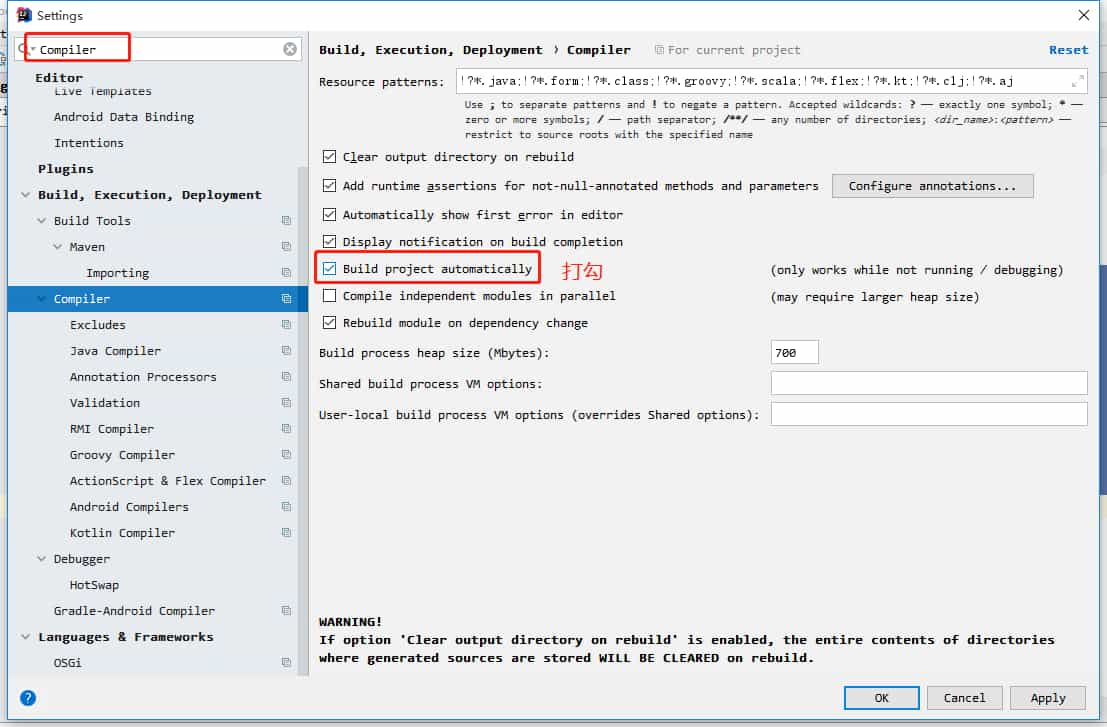 Settings
Compiler
Editor
Live Templates
Android Data Binding
Intentions
Plugins
Build, Execution, Deployment
Build Tools
Maven
Importing
Compiler
Excludes
Java Compiler
Annotation Processors
Validation
RMI Compiler
Groovy Compiler
ActionScript & Flex Compiler
Android Compilers
Kotlin Compiler
Debugger
HotSwap
Gradle-Android Compiler
Languages & Frameworks
OSGi
Build, Execution, Deployment › Compiler For current project Reset
Resource patterns: !?*.java;!?*.form;!?*.class;!?*.groovy;!?*.scala;!?*.flex;!?*.kt;!?*.clj;!?*.aj
Use ; to separate patterns and ! to negate a pattern. Accepted wildcards: ? — exactly one symbol; * —
zero or more symbols; / — path separator; /**/ — any number of directories; <dir_name>:<pattern> —
restrict to source roots with the specified name
Clear output directory on rebuild
Add runtime assertions for not-null-annotated methods and parameters Configure annotations...
Automatically show first error in editor
Display notification on build completion
Build project automatically 打勾 (only works while not running / debugging)
Compile independent modules in parallel (may require larger heap size)
Rebuild module on dependency change
Build process heap size (Mbytes): 700
Shared build process VM options:
User-local build process VM options (overrides Shared options):
WARNING!
If option 'Clear output directory on rebuild' is enabled, the entire contents of directories
where generated sources are stored WILL BE CLEARED on rebuild.
? OK Cancel Apply